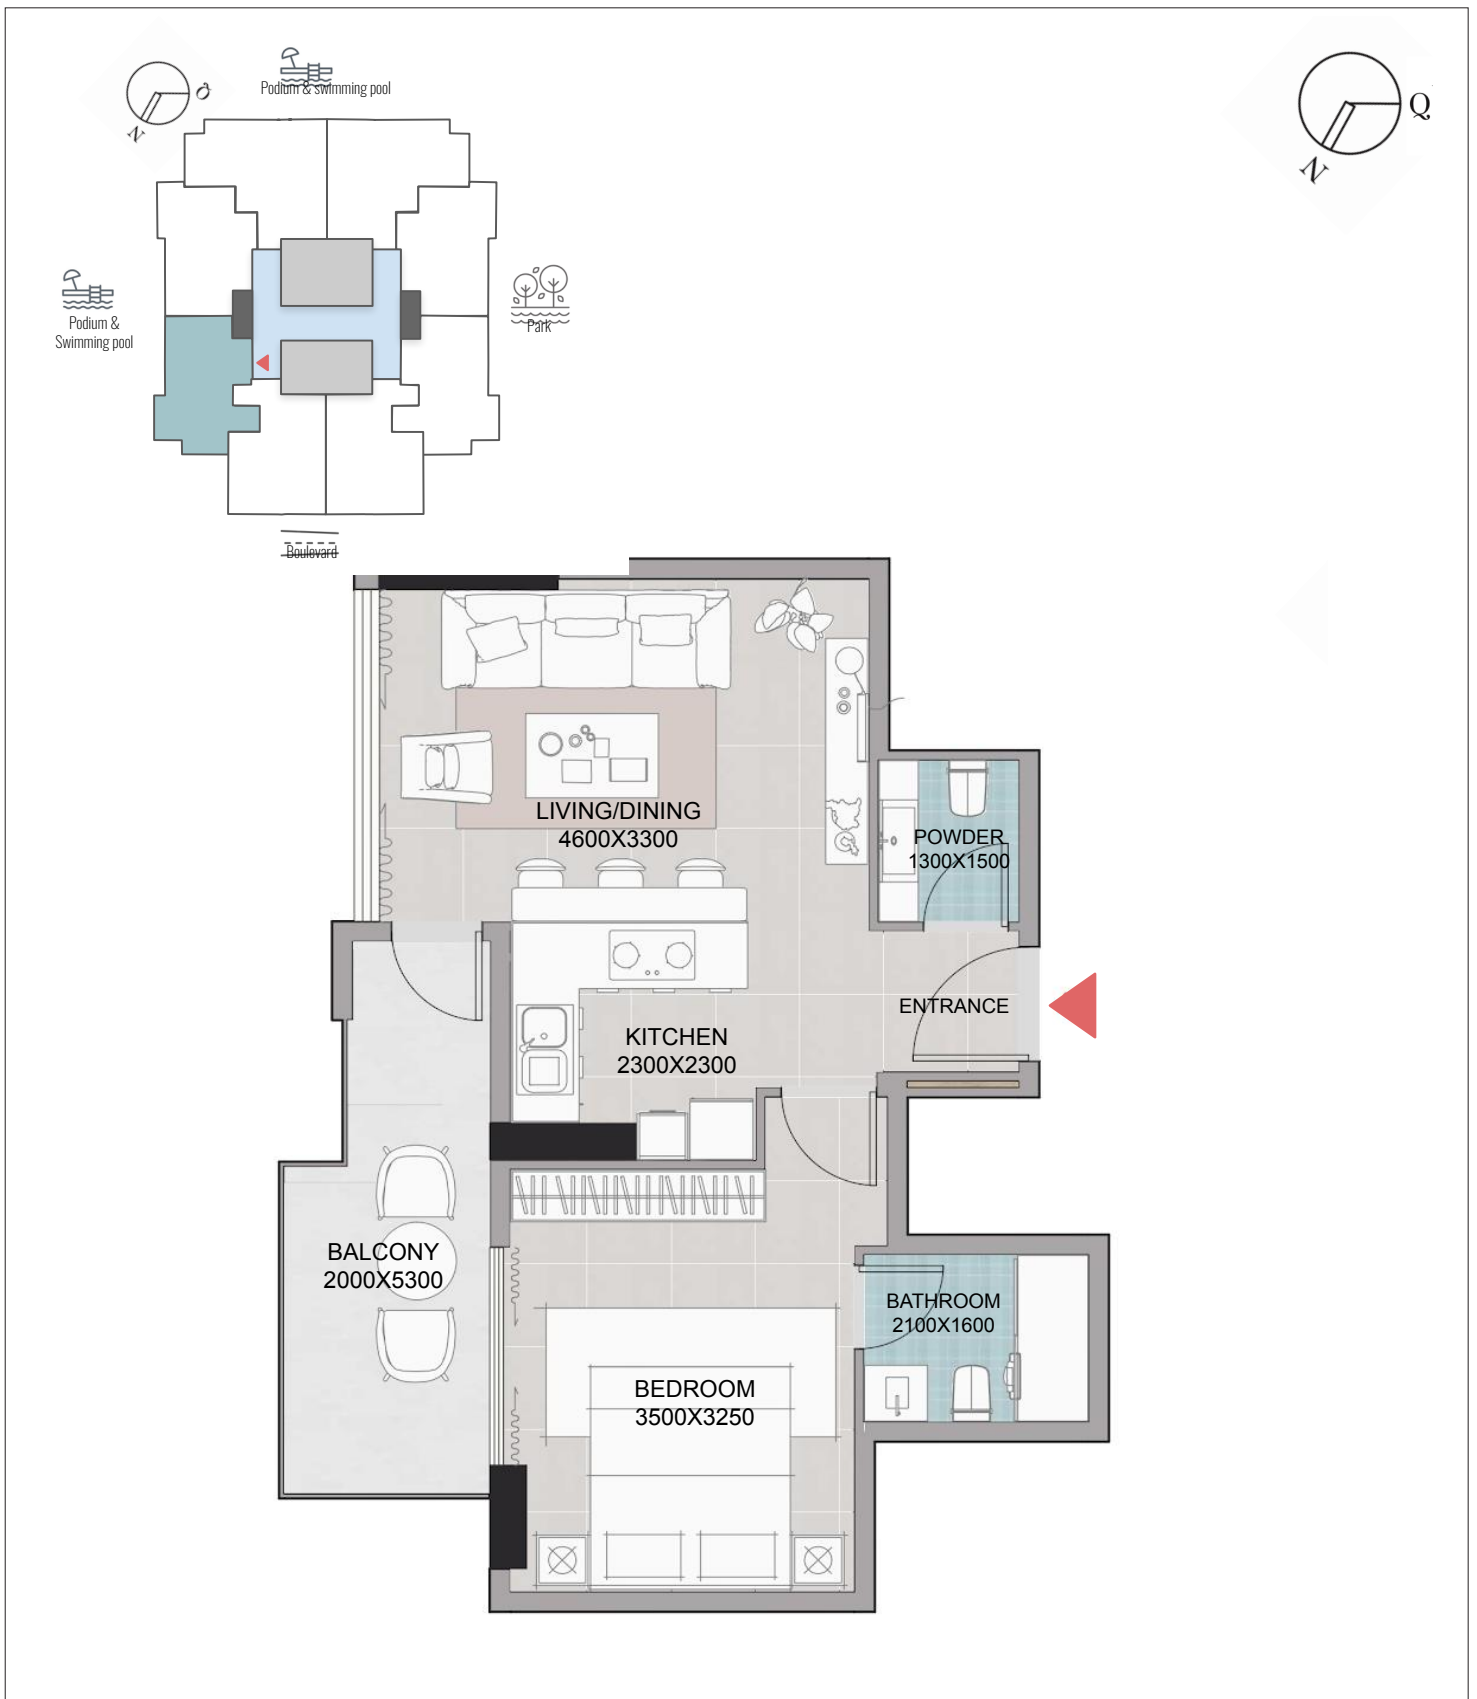 Podium & swimming pool
Q
N
Q
N
Podium &
Swimming pool
Park
Boulevard
LIVING/DINING
4600X3300
POWDER
1300X1500
ENTRANCE
KITCHEN
2300X2300
BALCONY
2000X5300
BATHROOM
2100X1600
BEDROOM
3500X3250